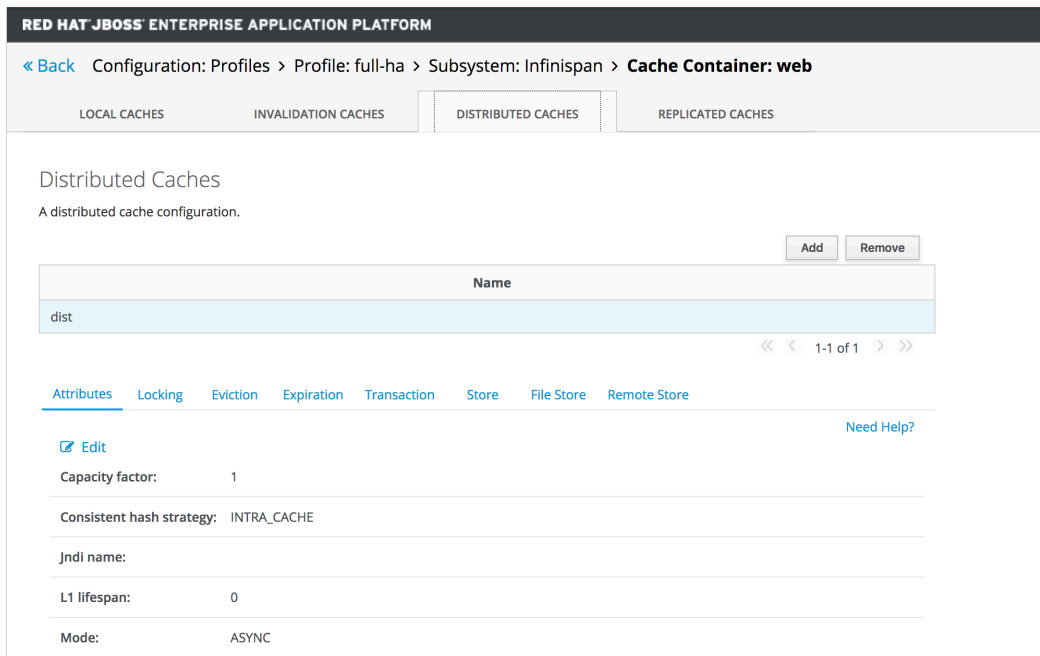 RED HAT JBOSS ENTERPRISE APPLICATION PLATFORM
« Back Configuration: Profiles > Profile: full-ha > Subsystem: Infinispan > Cache Container: web
LOCAL CACHES INVALIDATION CACHES DISTRIBUTED CACHES REPLICATED CACHES
Distributed Caches
A distributed cache configuration.
Add Remove
Name
dist
1-1 of 1
Attributes Locking Eviction Expiration Transaction Store File Store Remote Store
Need Help?
Edit
Capacity factor: 1
Consistent hash strategy: INTRA_CACHE
Jndi name:
L1 lifespan: 0
Mode: ASYNC